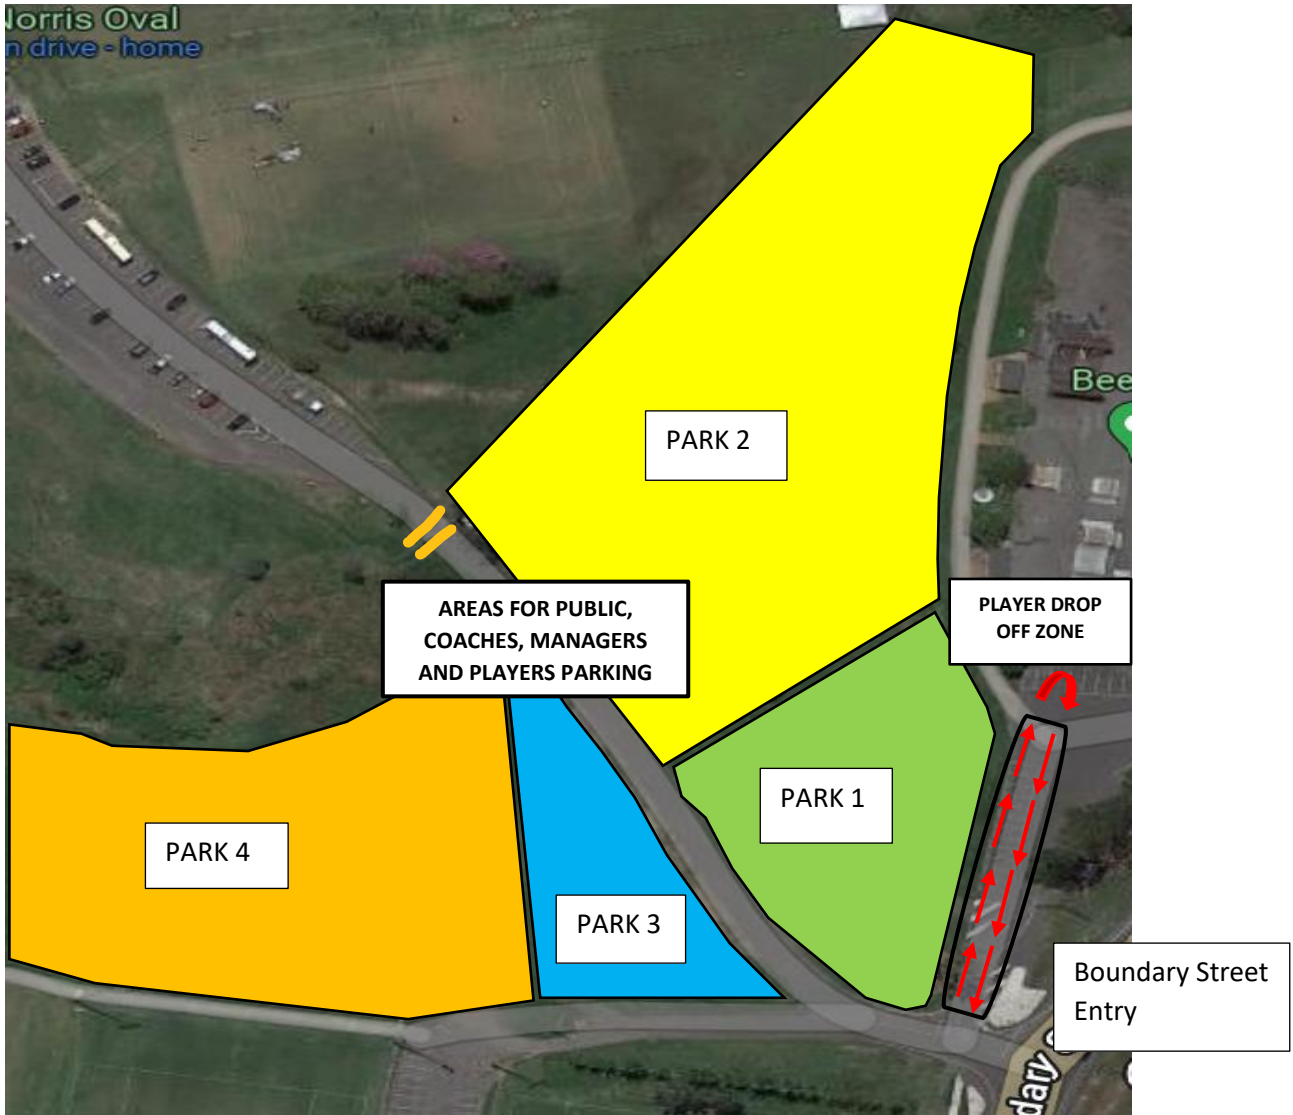 Norris Oval
n drive - home
Bee
PARK 2
AREAS FOR PUBLIC,
COACHES, MANAGERS
AND PLAYERS PARKING
PLAYER DROP
OFF ZONE
PARK 1
PARK 4
PARK 3
Boundary Street
Entry
dary